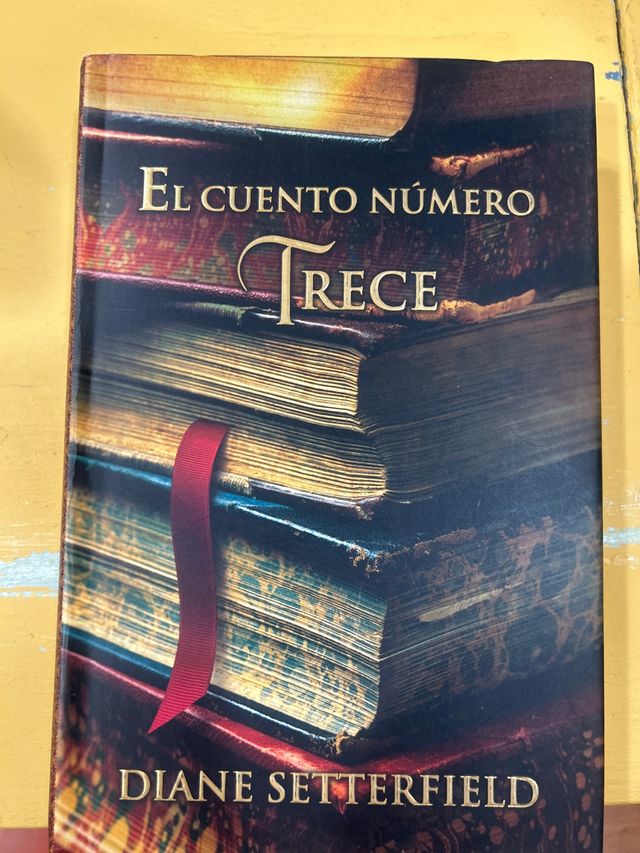 EL CUENTO NÚMERO
TRECE
DIANE SETTERFIELD